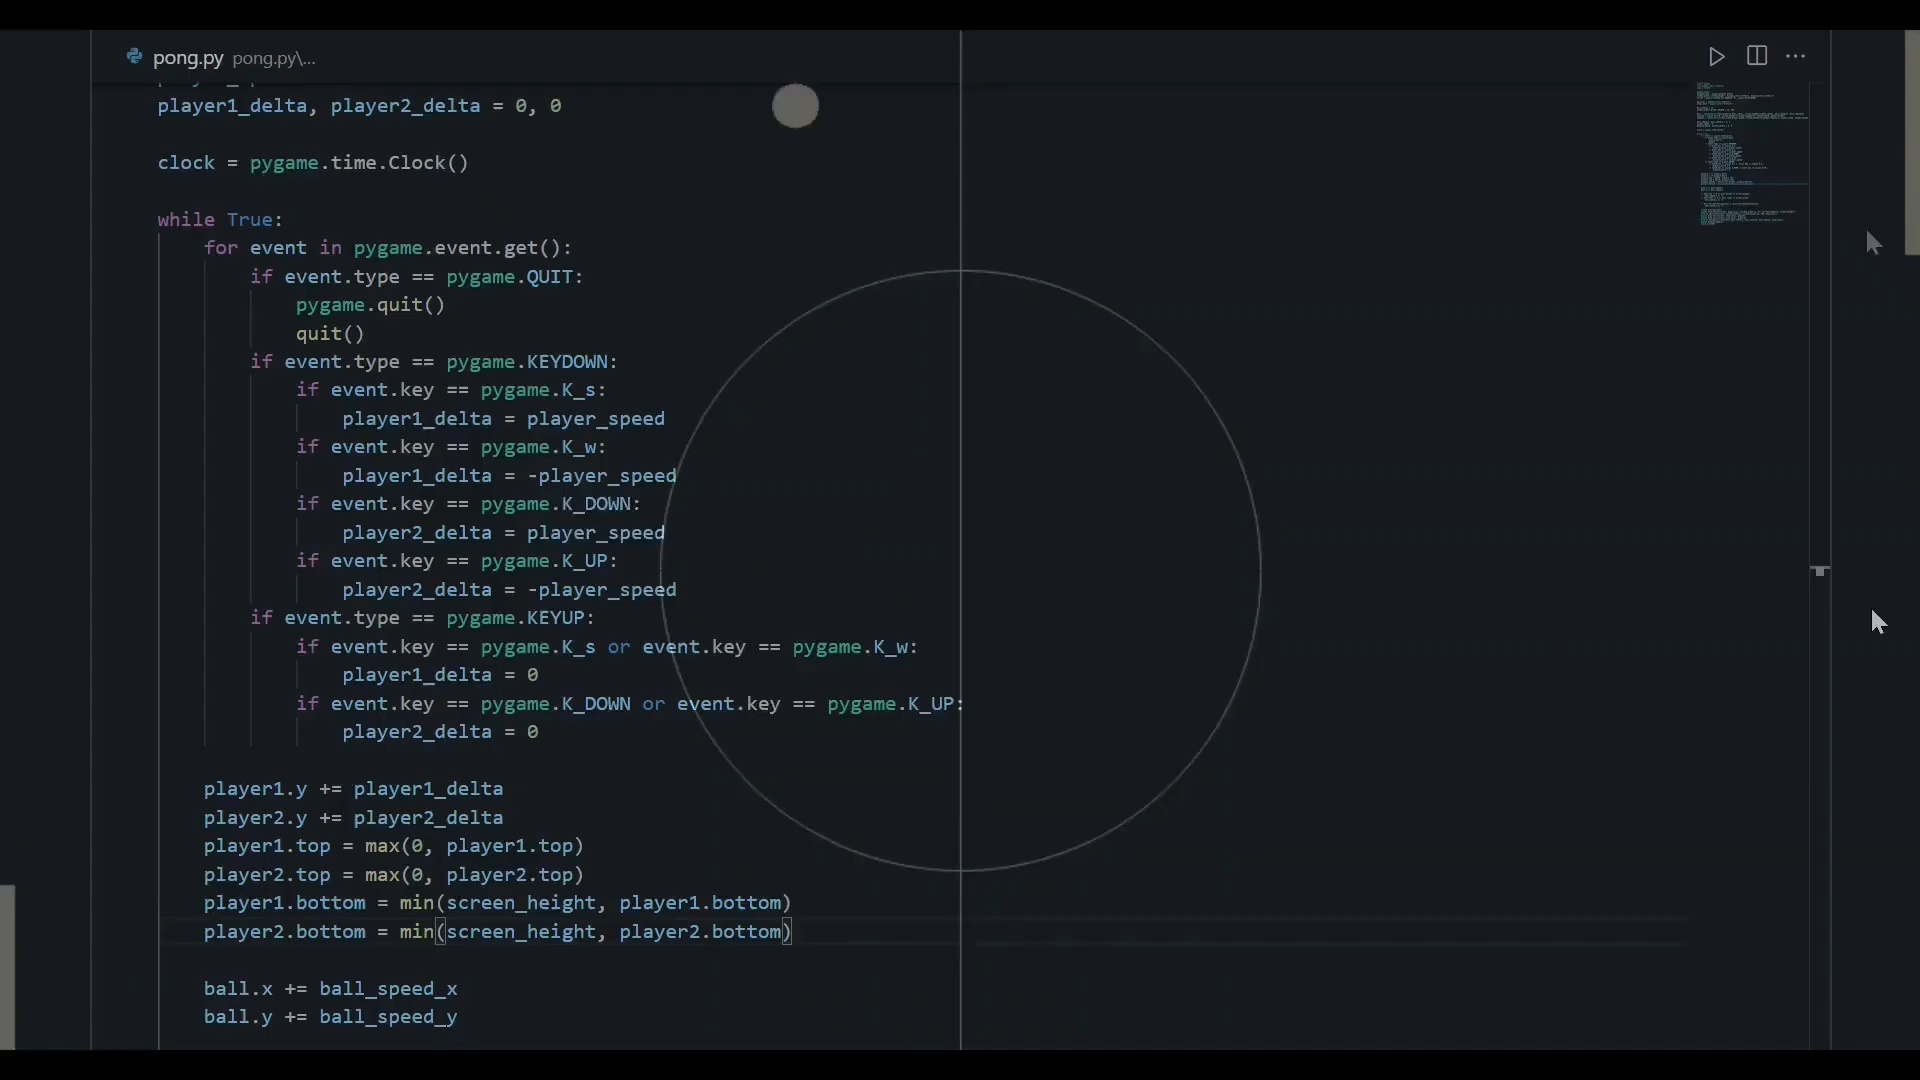 pong.py pong.py\...
player1_delta, player2_delta = 0, 0
clock = pygame.time.Clock()
while True:
for event in pygame.event.get():
if event.type == pygame.QUIT:
pygame.quit()
quit()
if event.type == pygame.KEYDOWN:
if event.key == pygame.K_s:
player1_delta = player_speed
if event.key == pygame.K_w:
player1_delta = -player_speed
if event.key == pygame.K_DOWN:
player2_delta = player_speed
if event.key == pygame.K_UP:
player2_delta = -player_speed
if event.type == pygame.KEYUP:
if event.key == pygame.K_s or event.key == pygame.K_w:
player1_delta = 0
if event.key == pygame.K_DOWN or event.key == pygame.K_UP:
player2_delta = 0
player1.y += player1_delta
player2.y += player2_delta
player1.top = max(0, player1.top)
player2.top = max(0, player2.top)
player1.bottom = min(screen_height, player1.bottom)
player2.bottom = min(screen_height, player2.bottom)
ball.x += ball_speed_x
ball.y += ball_speed_y